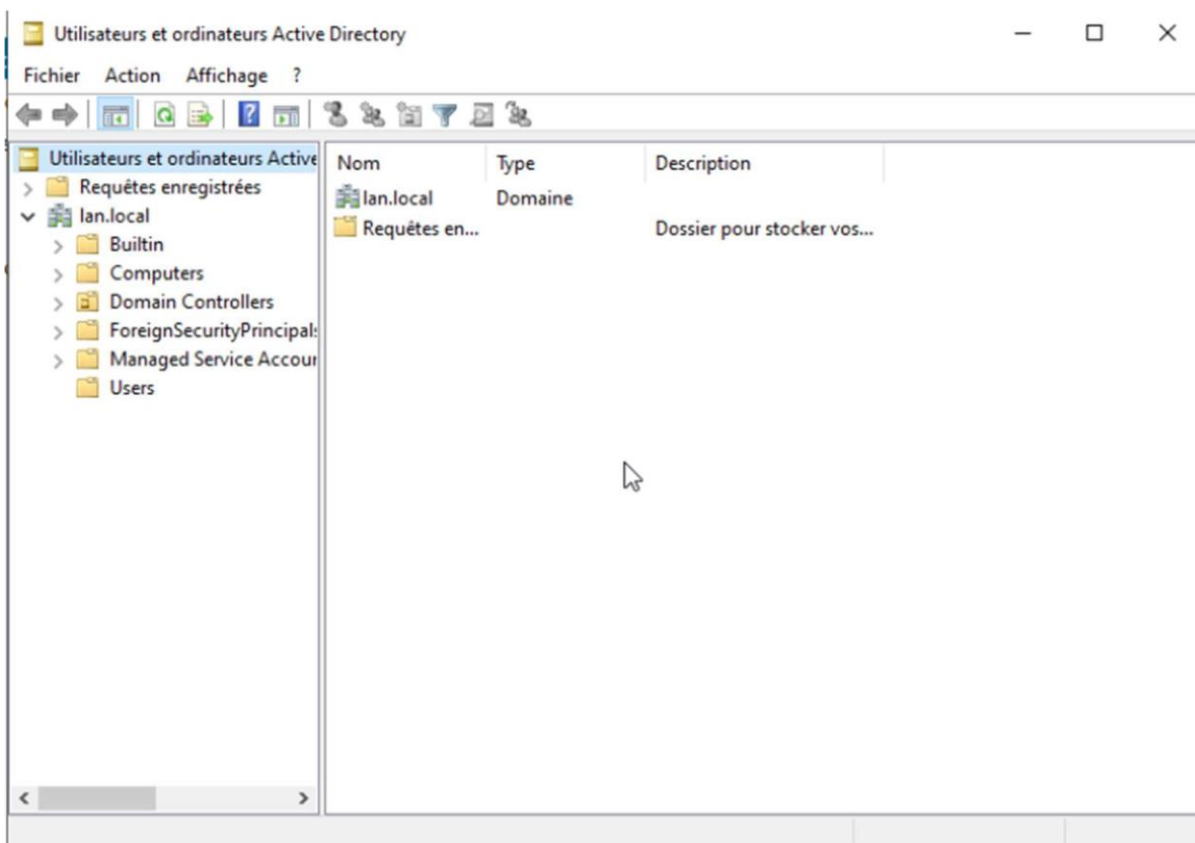 Utilisateurs et ordinateurs Active Directory
Fichier Action Affichage ?
Utilisateurs et ordinateurs Active
Requêtes enregistrées
lan.local
Builtin
Computers
Domain Controllers
ForeignSecurityPrincipals
Managed Service Accour
Users
Nom Type Description
lan.local Domaine
Requêtes en... Dossier pour stocker vos...